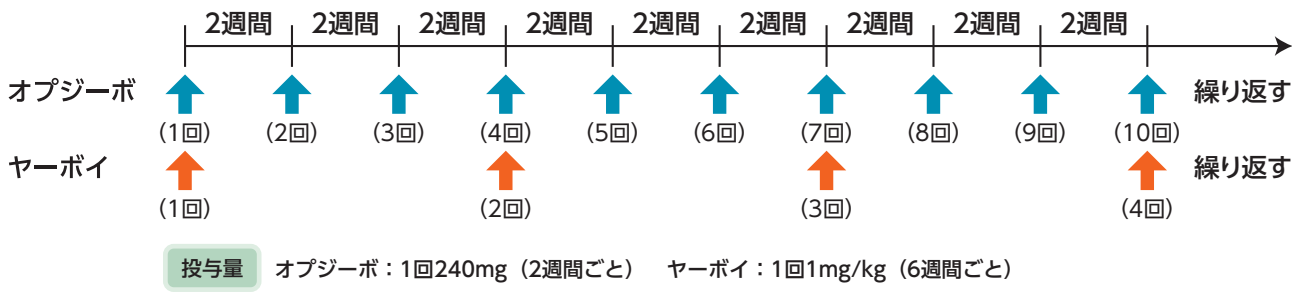 2週間 2週間 2週間 2週間 2週間 2週間 2週間 2週間 2週間
オプジーボ 繰り返す
(1回) (2回) (3回) (4回) (5回) (6回) (7回) (8回) (9回) (10回)
ヤーボイ 繰り返す
(1回) (2回) (3回) (4回)
投与量 オプジーボ：1回240mg（2週間ごと） ヤーボイ：1回1mg/kg（6週間ごと）